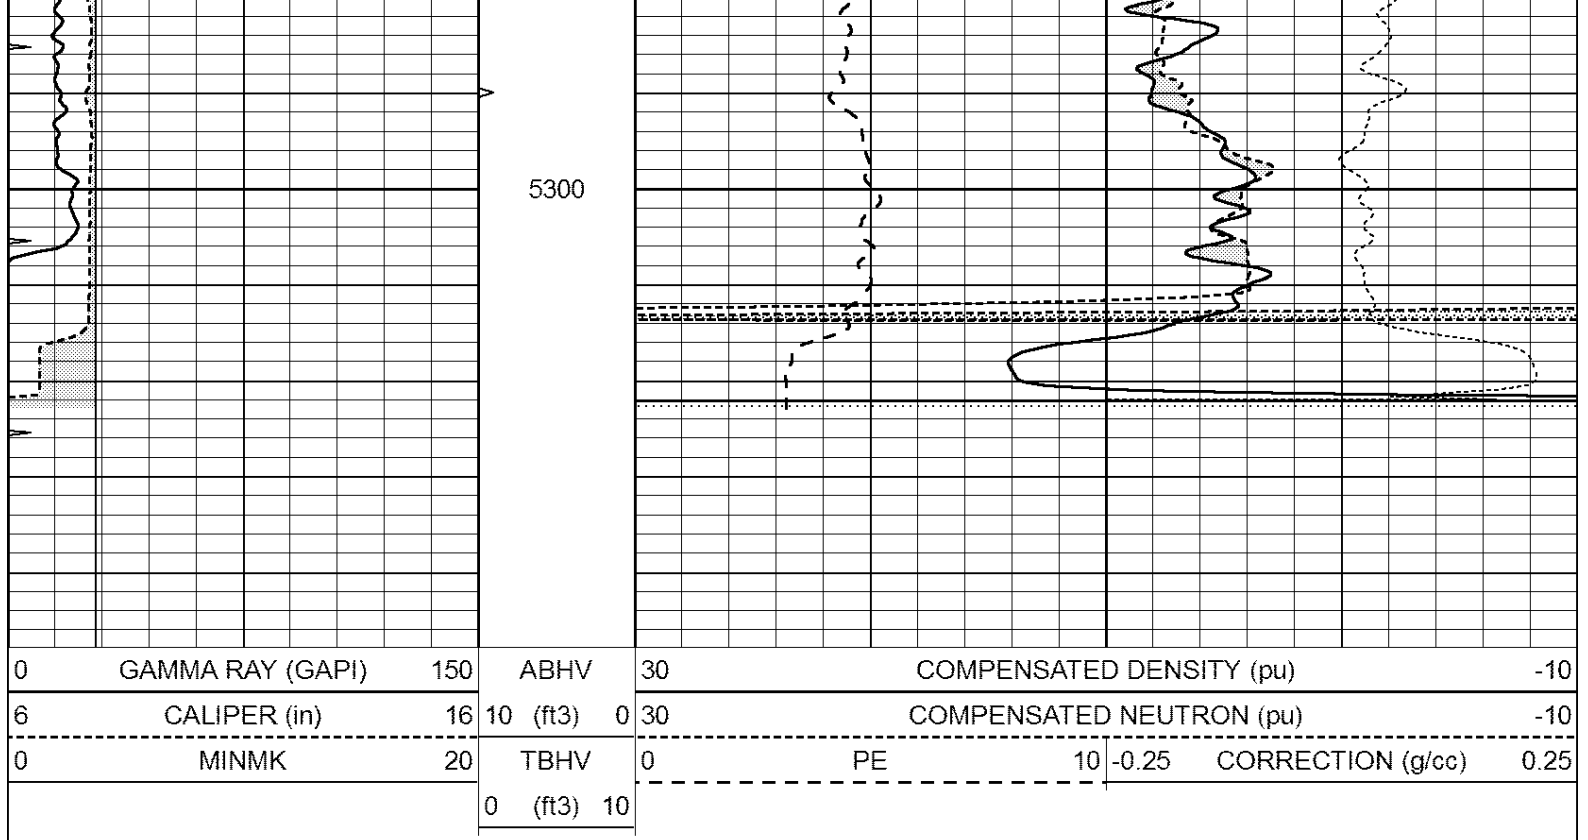 5300
0 GAMMA RAY (GAPI) 150 ABHV 30 COMPENSATED DENSITY (pu) -10
6 CALIPER (in) 16 10 (ft3) 0 30 COMPENSATED NEUTRON (pu) -10
0 MINMK 20 TBHV 0 PE 10 -0.25 CORRECTION (g/cc) 0.25
0 (ft3) 10